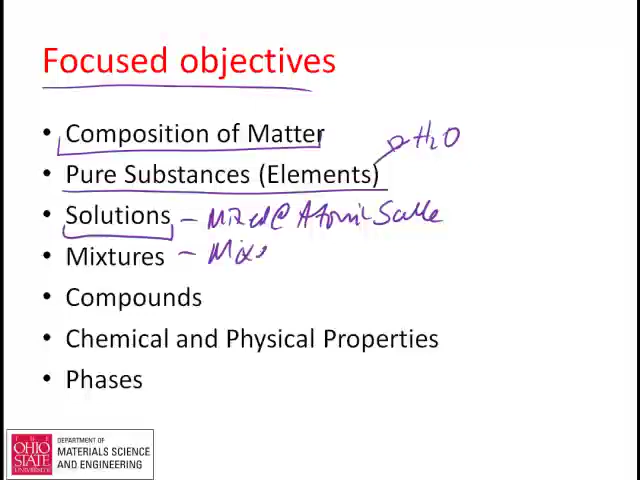 Focused objectives
• Composition of Matter
H₂O
• Pure Substances (Elements)
• Solutions – Mixed @ Atomic Scale
• Mixtures – Mix
• Compounds
• Chemical and Physical Properties
• Phases
THE
OHIO
STATE
UNIVERSITY
DEPARTMENT OF
MATERIALS SCIENCE
AND ENGINEERING